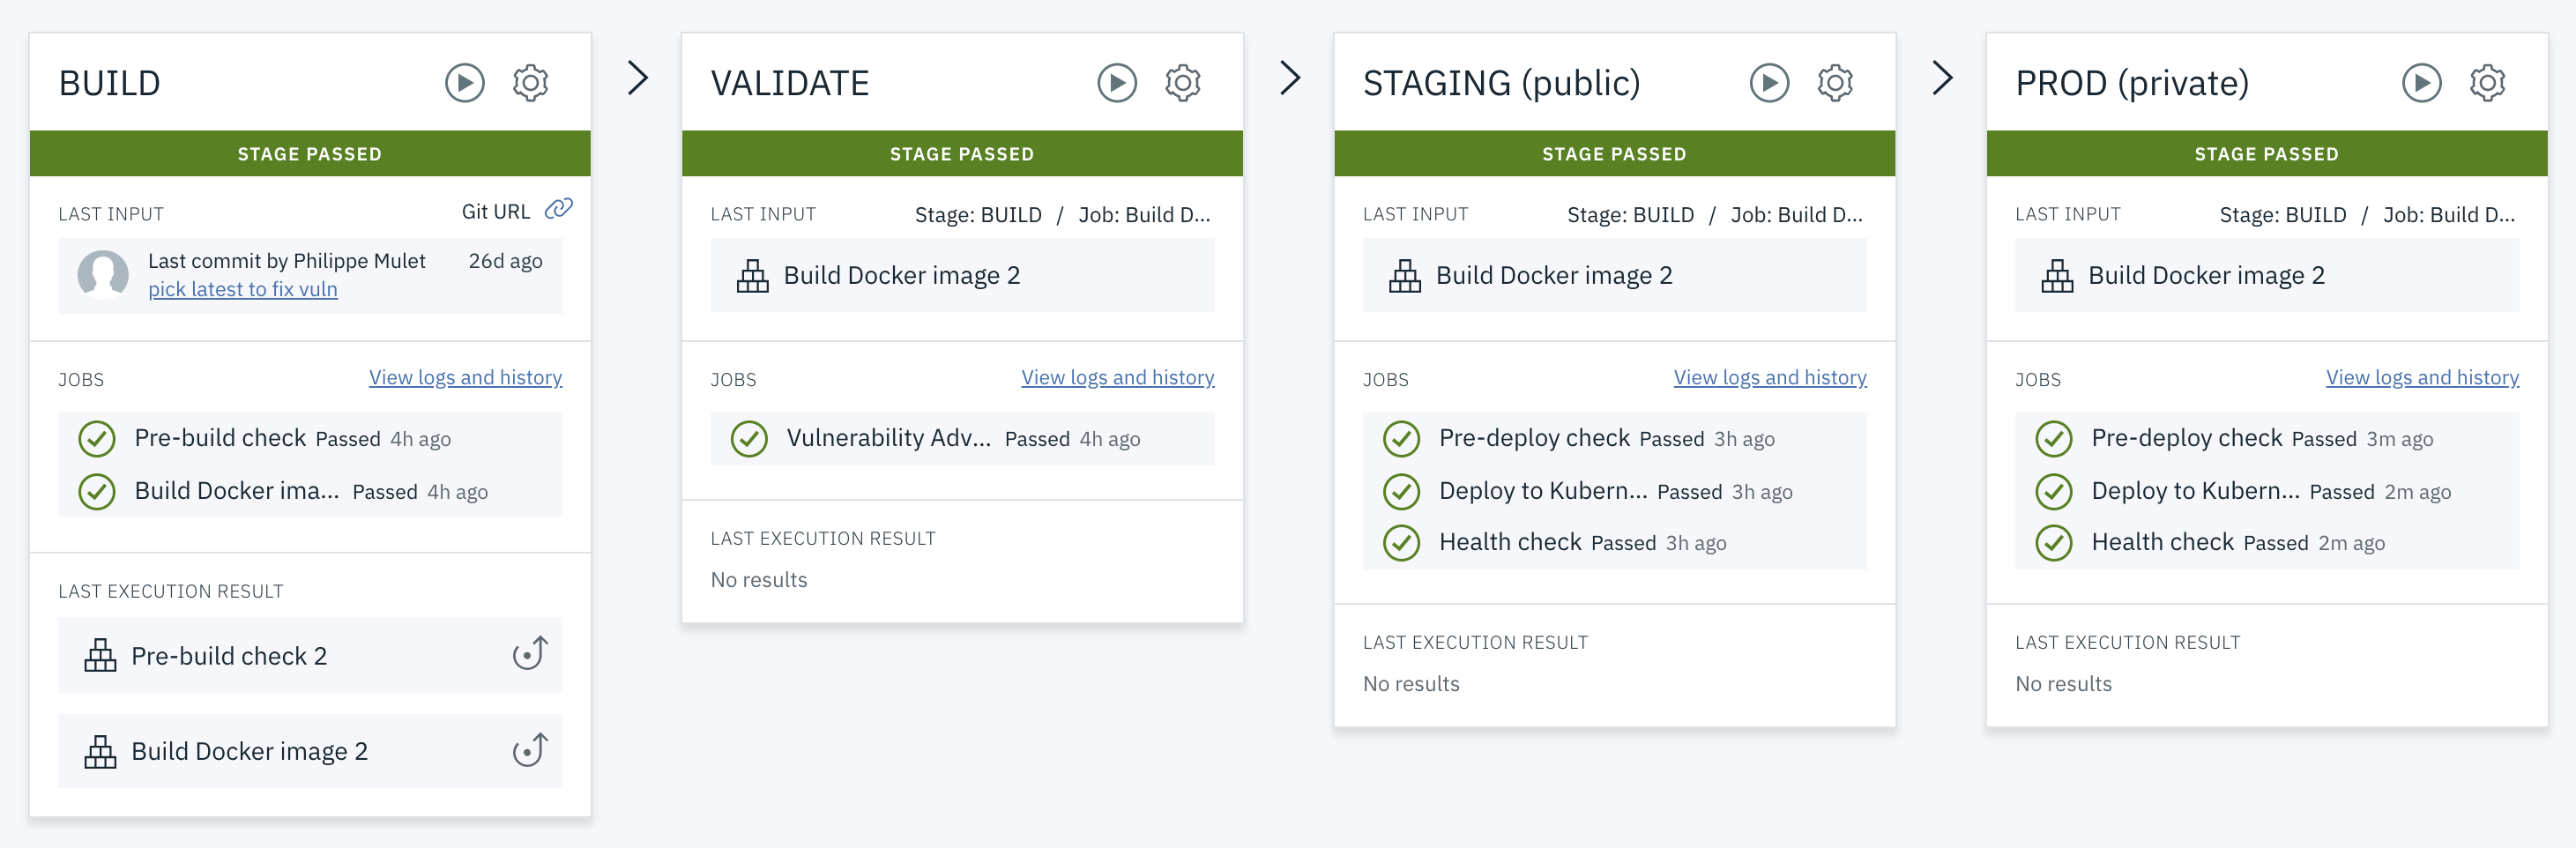 BUILD
STAGE PASSED
LAST INPUT Git URL
Last commit by Philippe Mulet 26d ago
pick latest to fix vuln
JOBS View logs and history
Pre-build check Passed 4h ago
Build Docker ima... Passed 4h ago
LAST EXECUTION RESULT
Pre-build check 2
Build Docker image 2
VALIDATE
STAGE PASSED
LAST INPUT Stage: BUILD / Job: Build D...
Build Docker image 2
JOBS View logs and history
Vulnerability Adv... Passed 4h ago
LAST EXECUTION RESULT
No results
STAGING (public)
STAGE PASSED
LAST INPUT Stage: BUILD / Job: Build D...
Build Docker image 2
JOBS View logs and history
Pre-deploy check Passed 3h ago
Deploy to Kubern... Passed 3h ago
Health check Passed 3h ago
LAST EXECUTION RESULT
No results
PROD (private)
STAGE PASSED
LAST INPUT Stage: BUILD / Job: Build D...
Build Docker image 2
JOBS View logs and history
Pre-deploy check Passed 3m ago
Deploy to Kubern... Passed 2m ago
Health check Passed 2m ago
LAST EXECUTION RESULT
No results